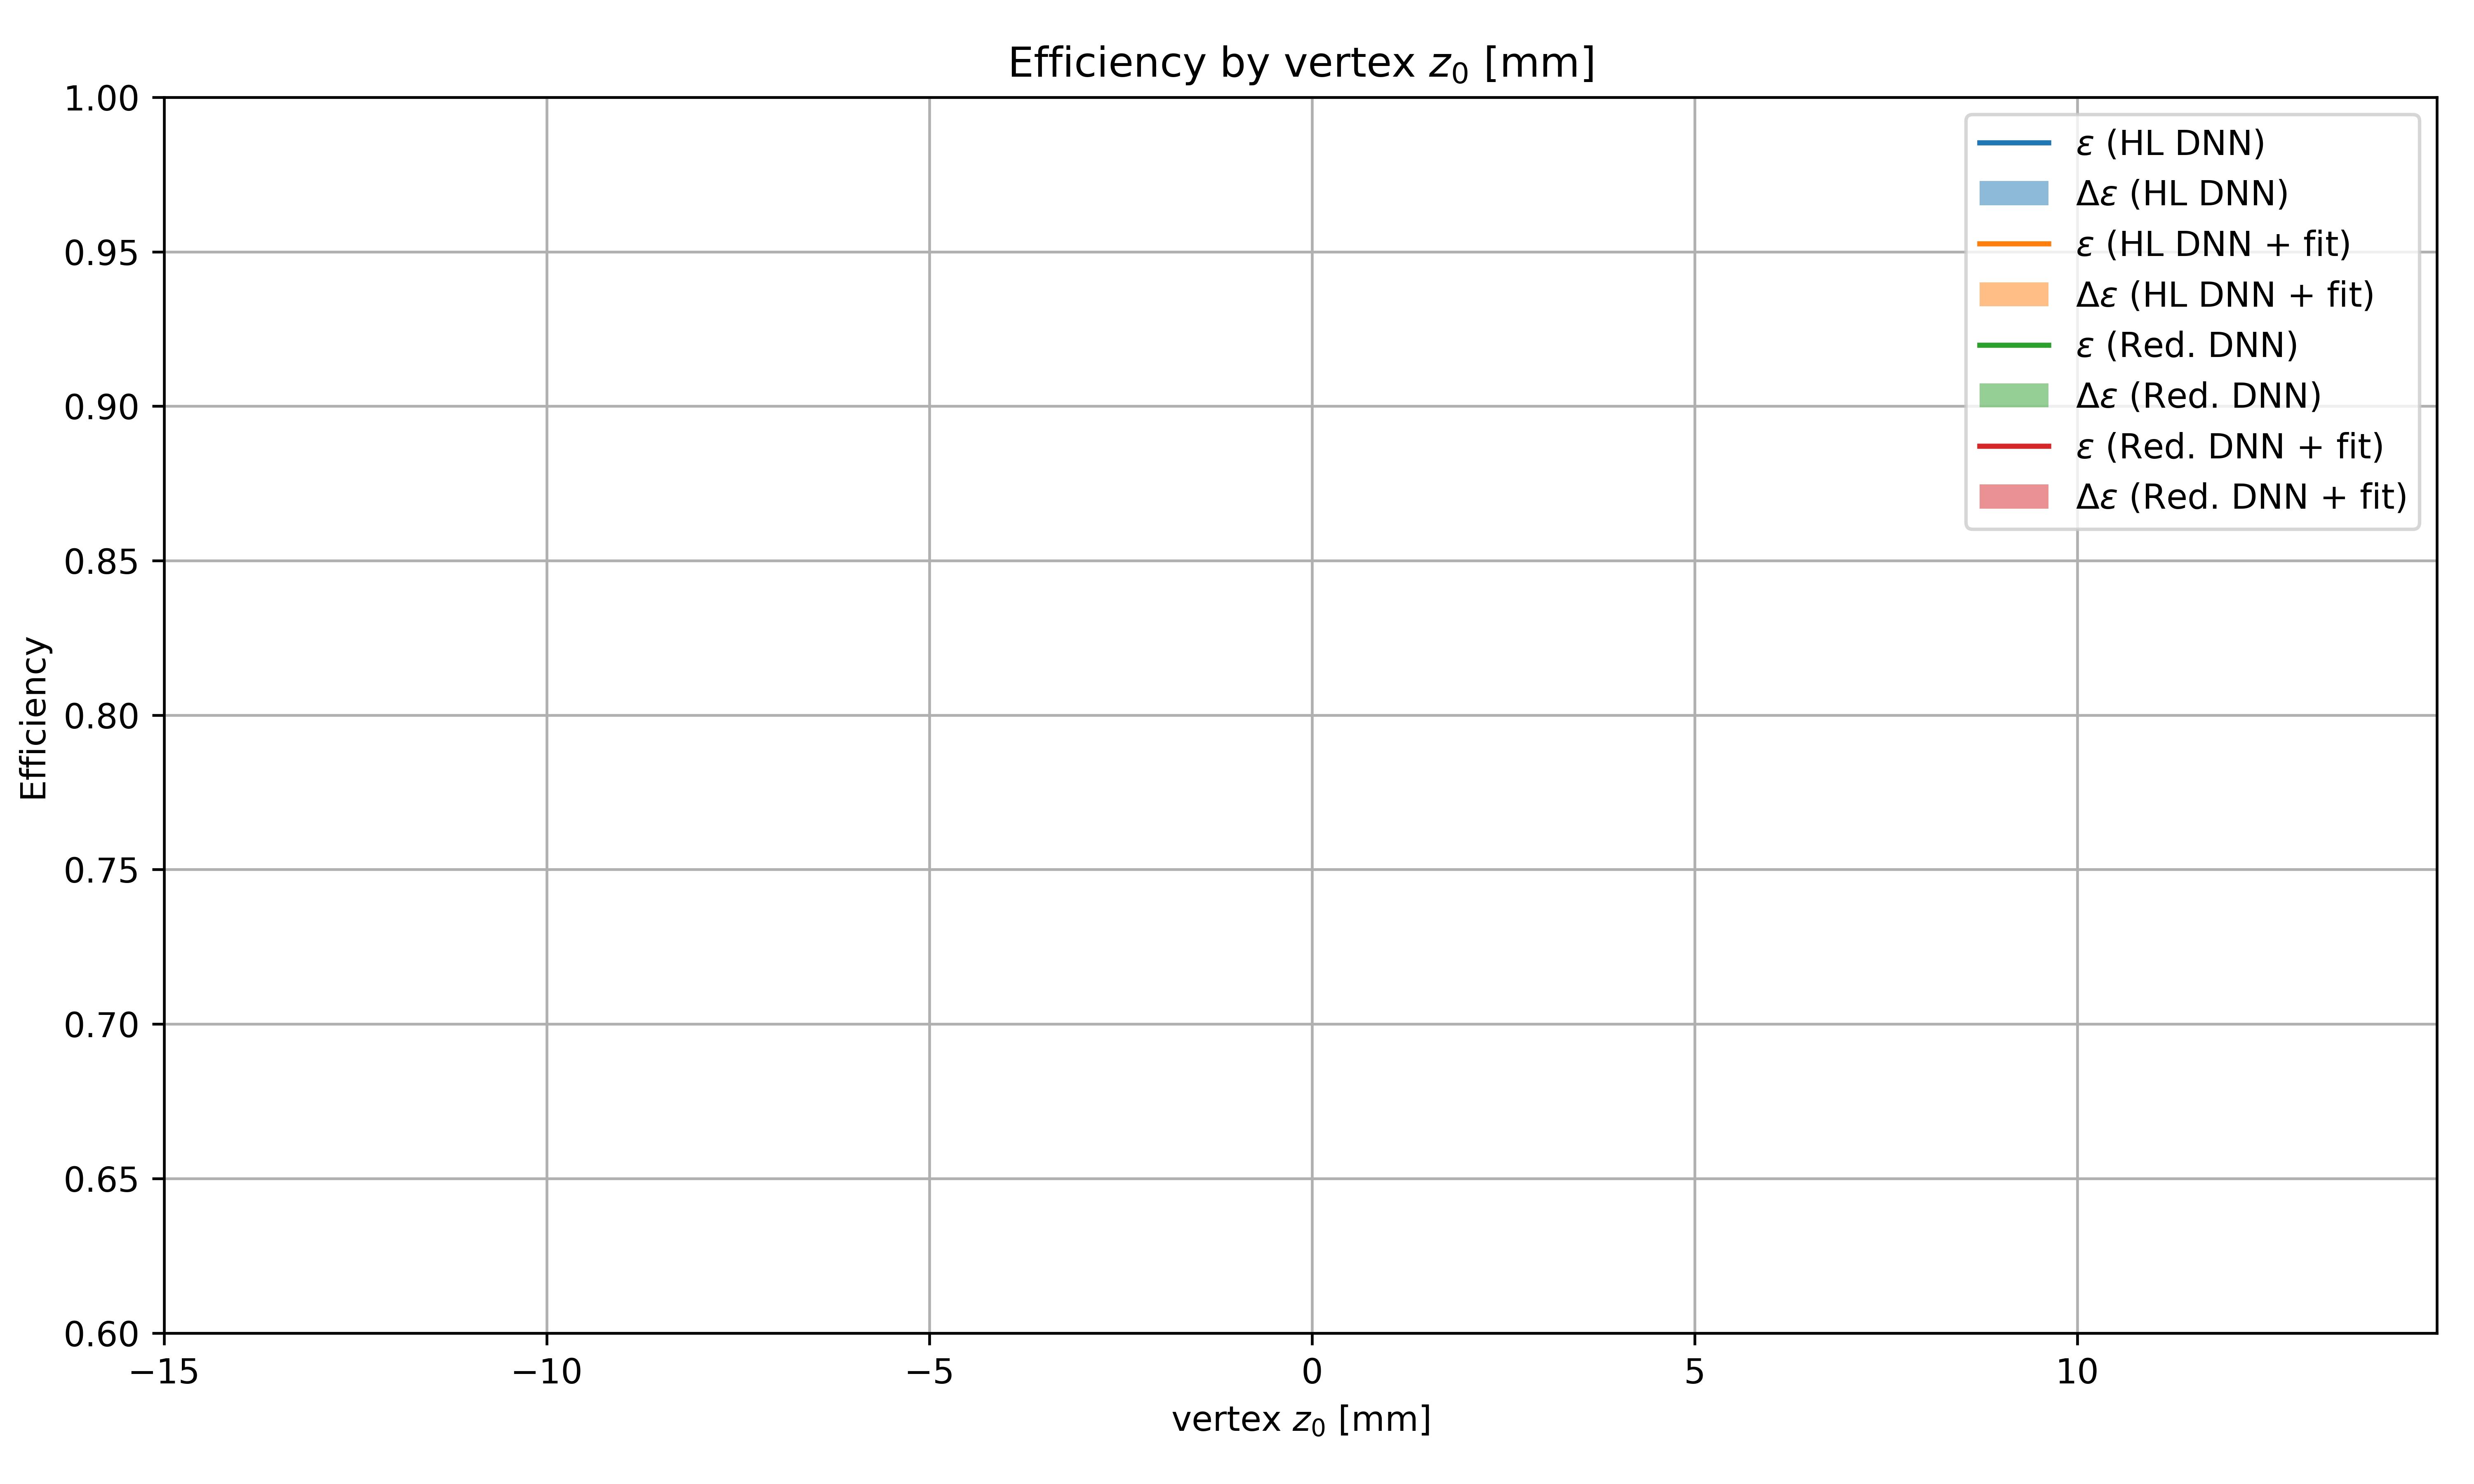 Efficiency by vertex z₀ [mm]
1.00
0.95
0.90
0.85
0.80
0.75
0.70
0.65
0.60
Efficiency
ε (HL DNN)
Δε (HL DNN)
ε (HL DNN + fit)
Δε (HL DNN + fit)
ε (Red. DNN)
Δε (Red. DNN)
ε (Red. DNN + fit)
Δε (Red. DNN + fit)
−15 −10 −5 0 5 10
vertex z₀ [mm]